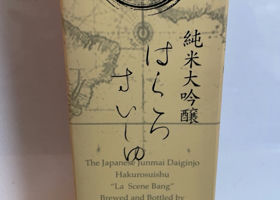 純米大吟醸
はくろ
すいしゅ
The Japanese Junmai Daiginjo
Hakurosuishu
"La Scene Bang"
Brewed and Bottled by